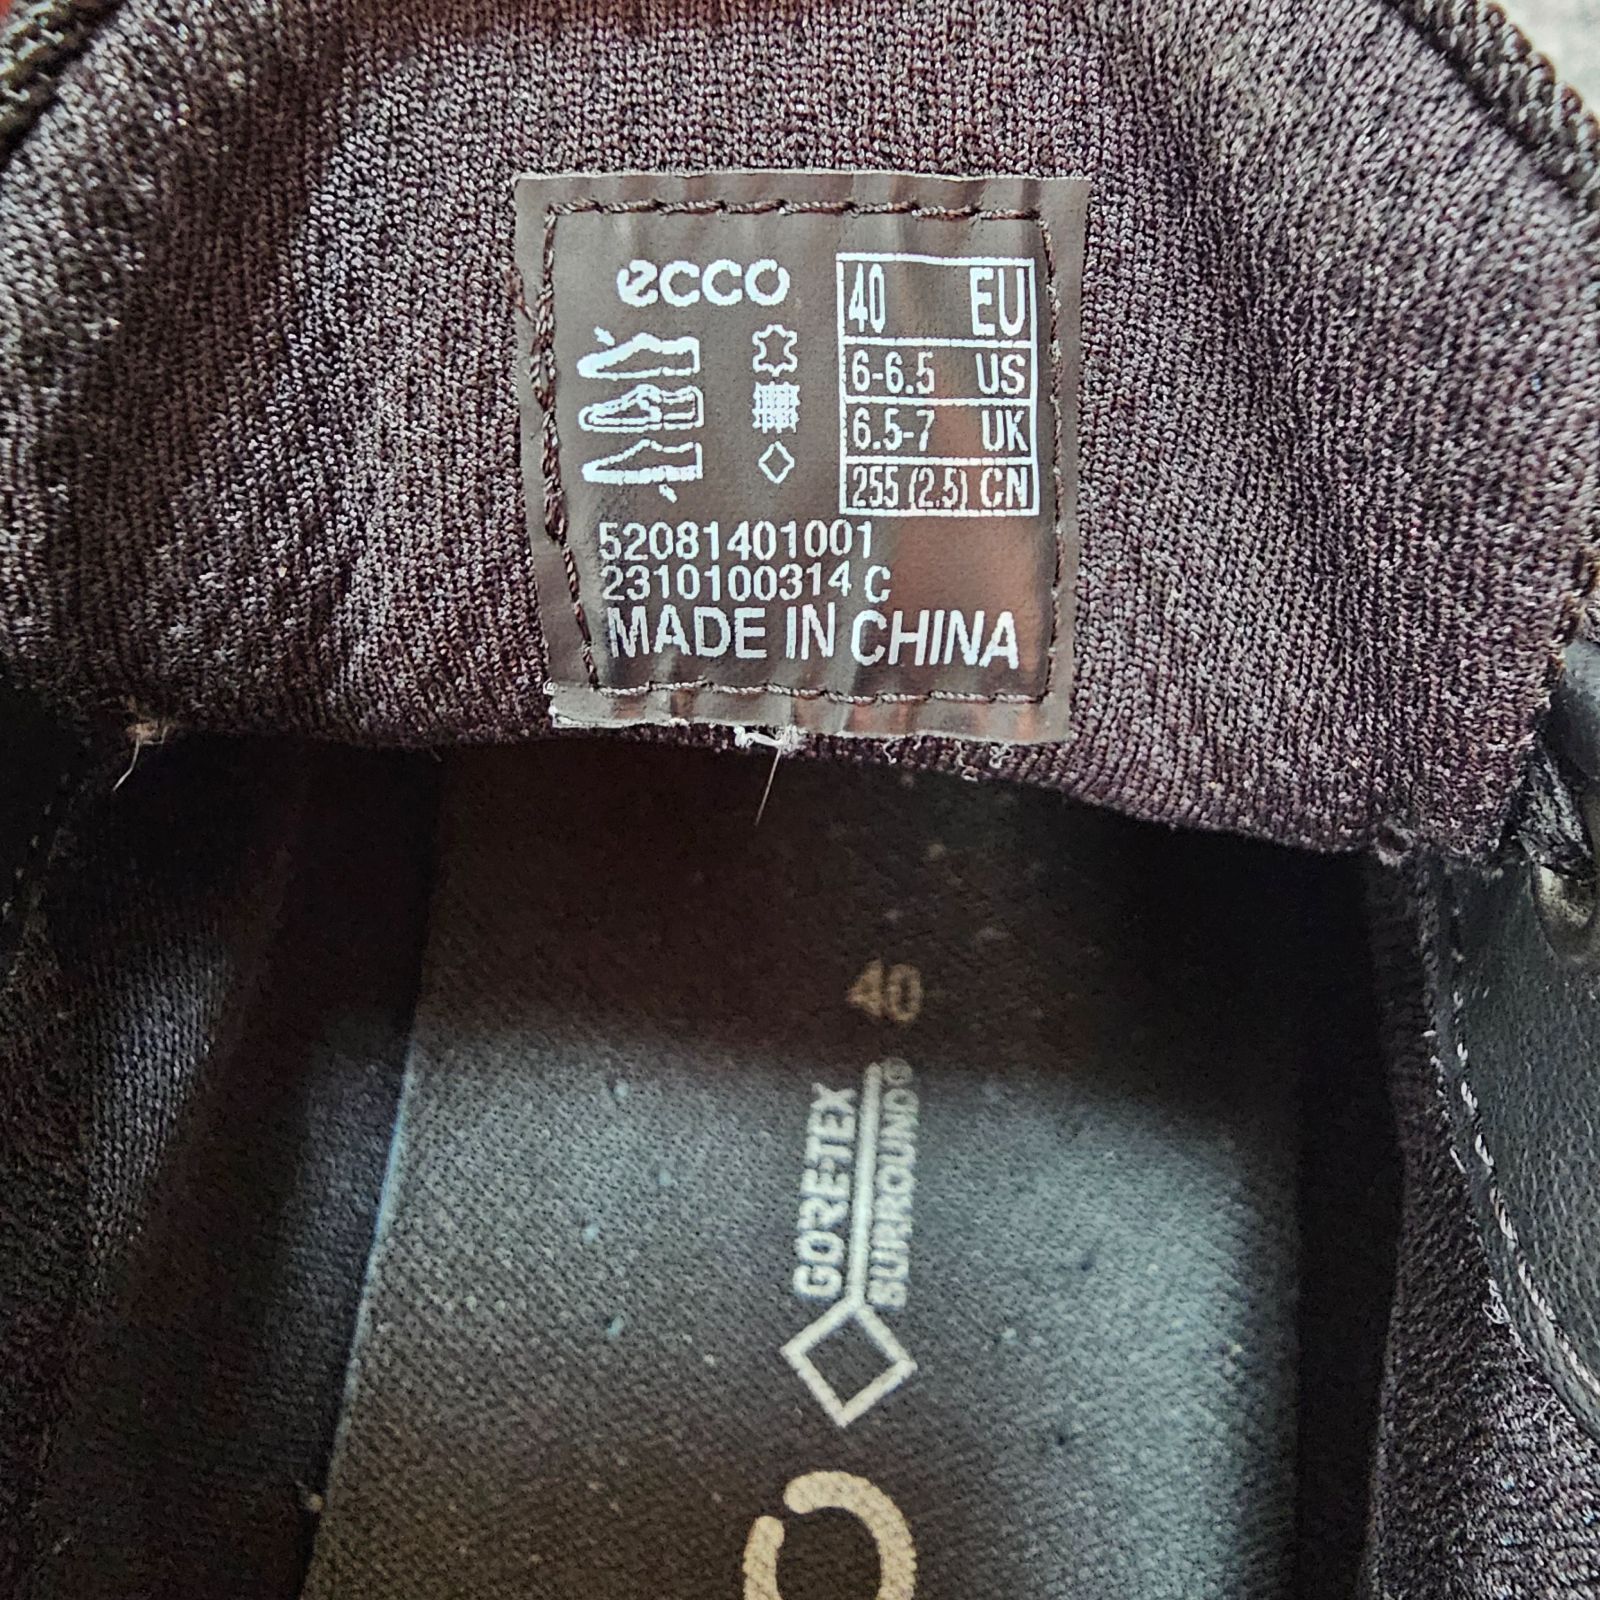 ecco
40 EU
6-6.5 US
6.5-7 UK
255 (2.5) CN
52081401001
2310100314 C
MADE IN CHINA
40
GORE-TEX
SURROUND®